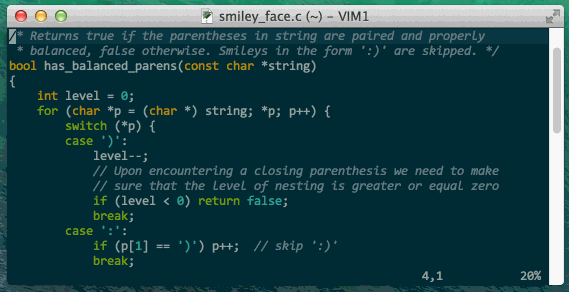 smiley_face.c (~) – VIM1
/* Returns true if the parentheses in string are paired and properly
 * balanced, false otherwise. Smileys in the form ':)' are skipped. */
bool has_balanced_parens(const char *string)
{
    int level = 0;
    for (char *p = (char *) string; *p; p++) {
        switch (*p) {
        case ')':
            level--;
            // Upon encountering a closing parenthesis we need to make
            // sure that the level of nesting is greater or equal zero
            if (level < 0) return false;
            break;
        case ':':
            if (p[1] == ')') p++;  // skip ':)'
            break;
4,1 20%